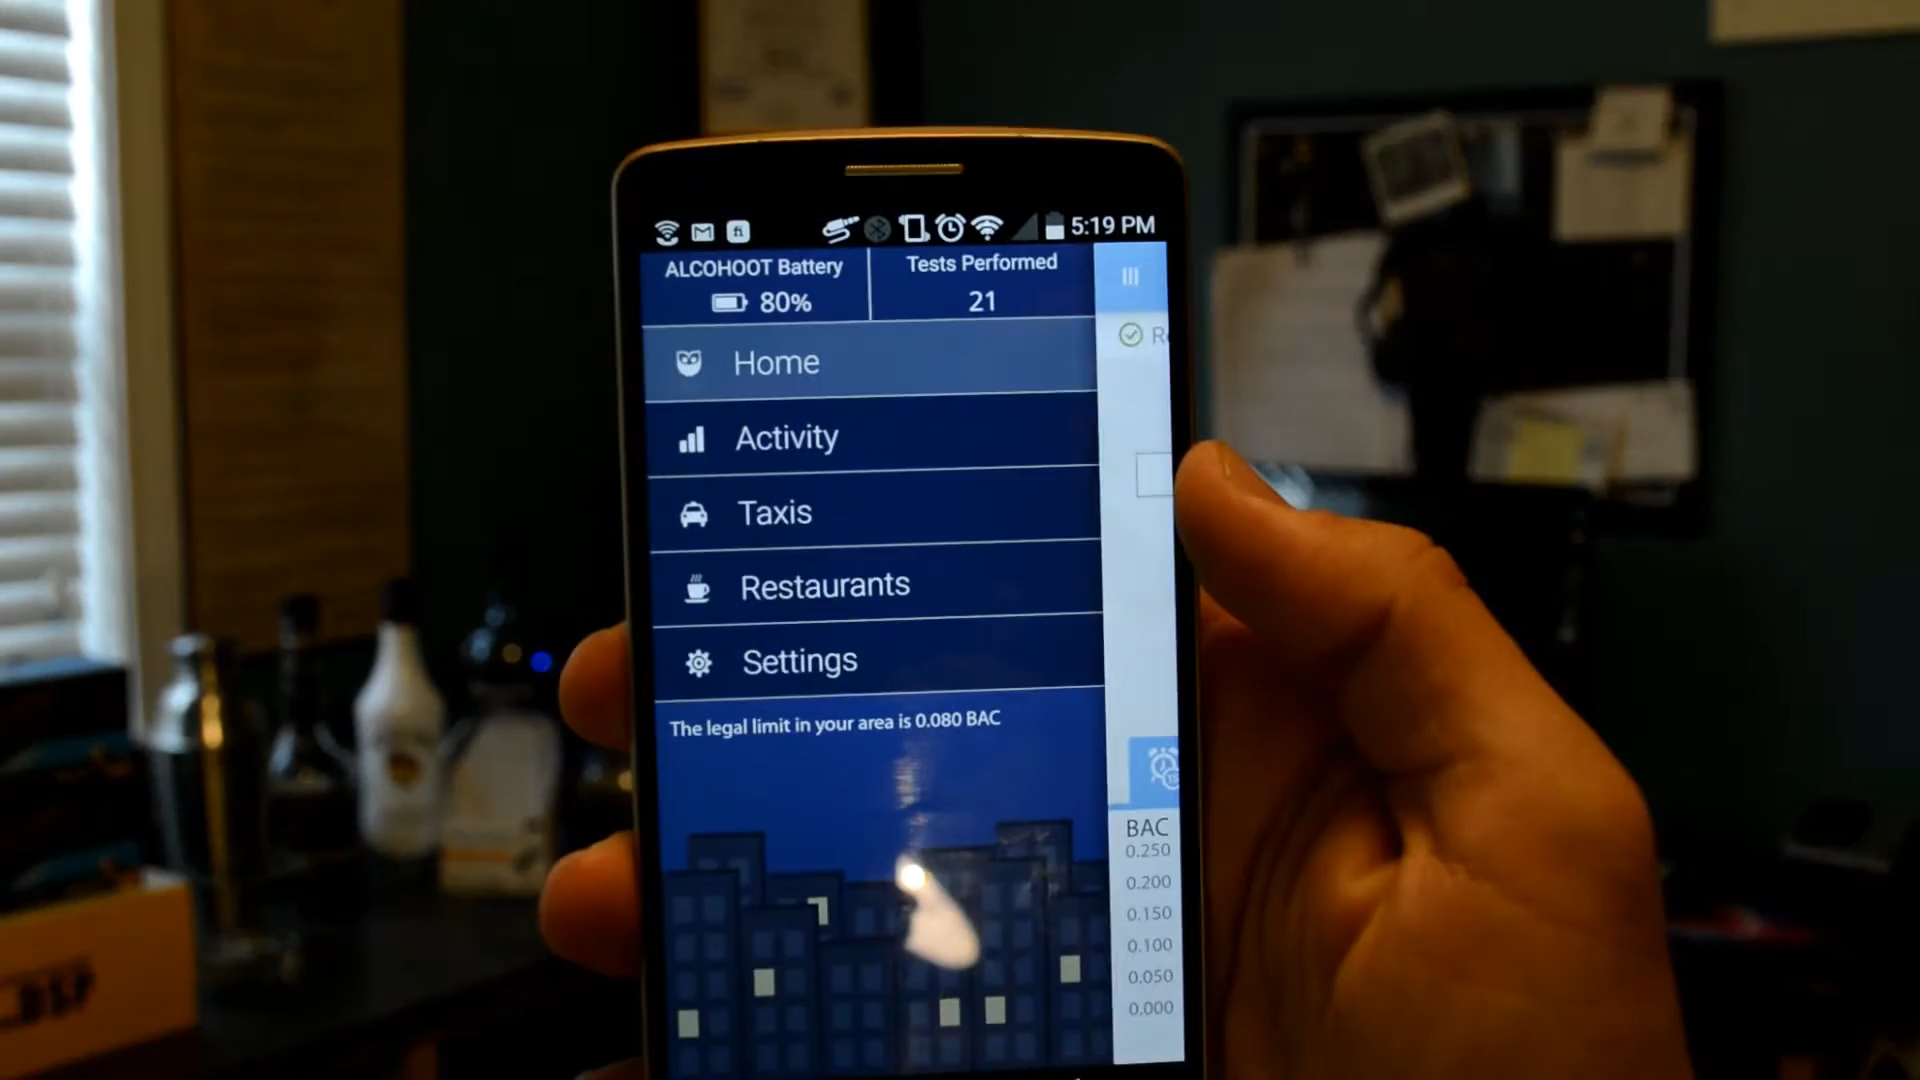 5:19 PM
ALCOHOOT Battery
80%
Tests Performed
21
Home
Activity
Taxis
Restaurants
Settings
The legal limit in your area is 0.080 BAC
BAC
0.250
0.200
0.150
0.100
0.050
0.000